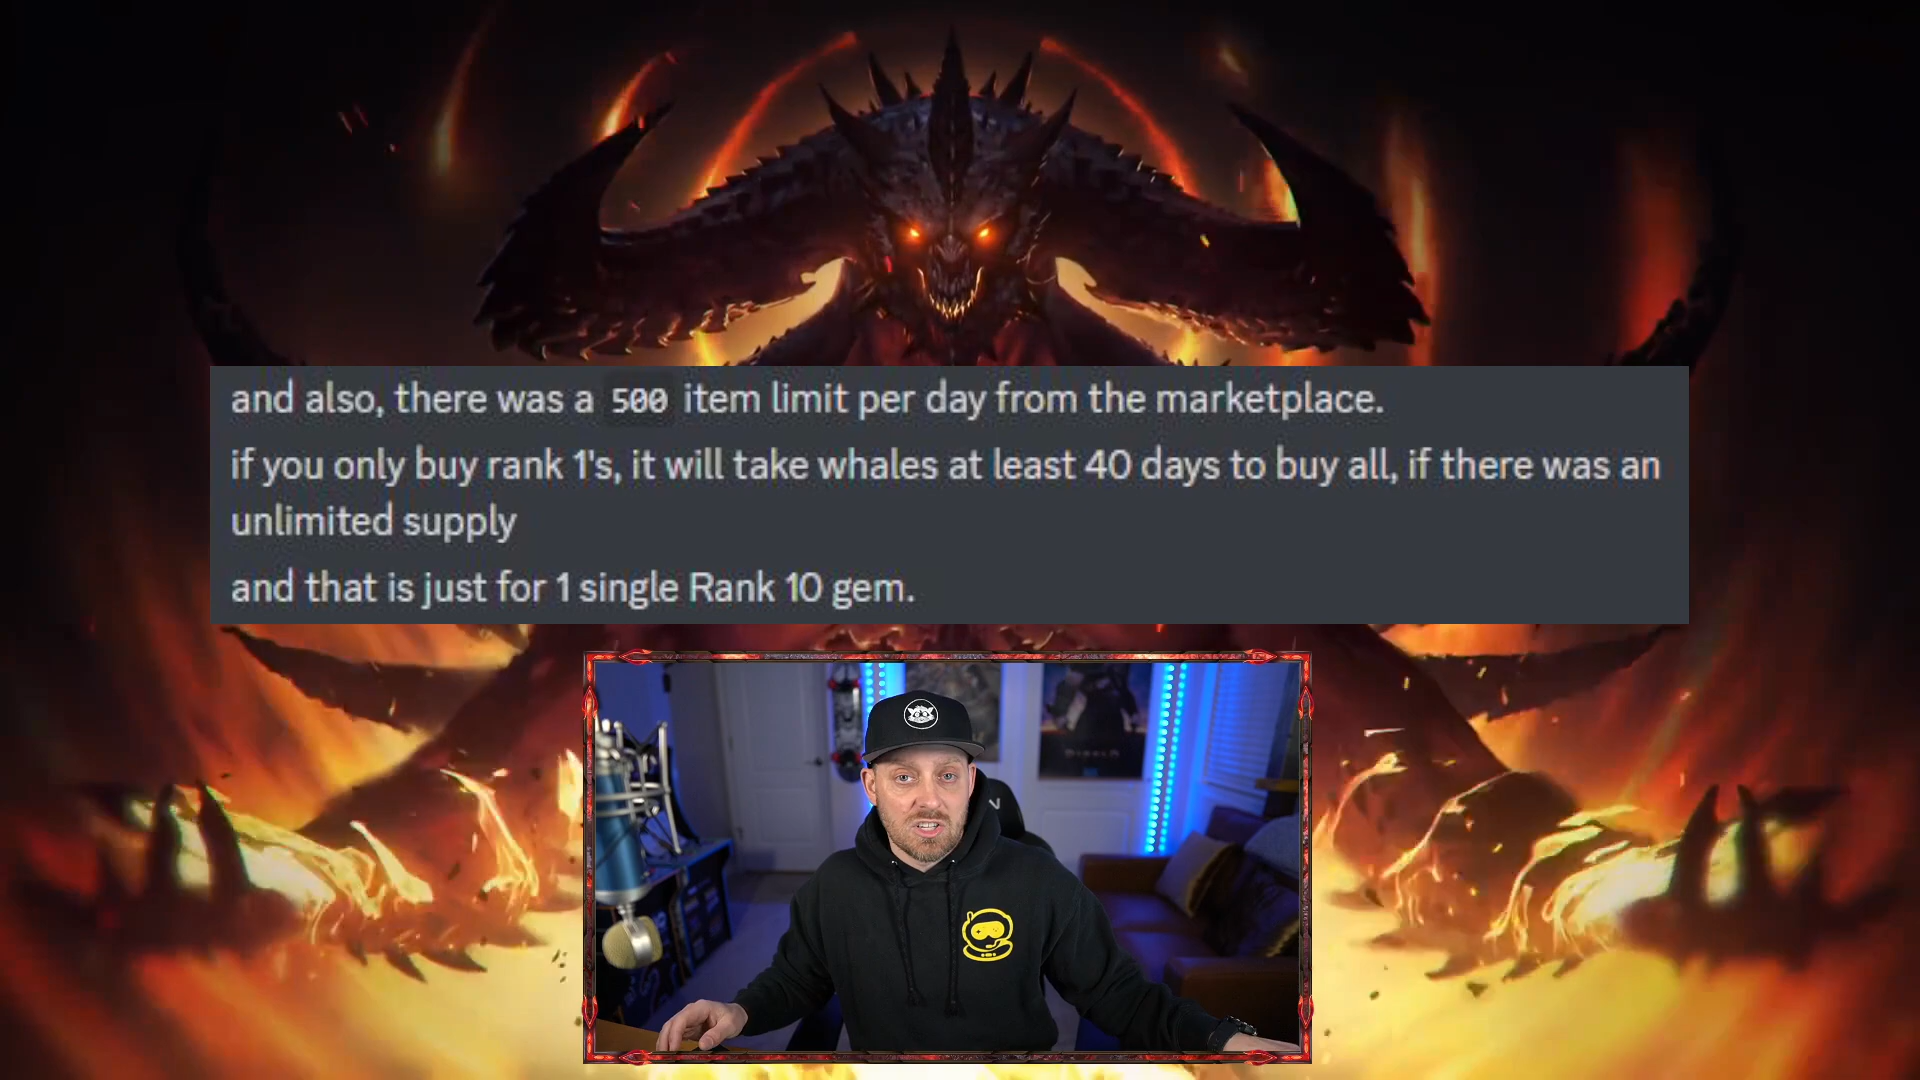 and also, there was a 500 item limit per day from the marketplace.
if you only buy rank 1's, it will take whales at least 40 days to buy all, if there was an
unlimited supply
and that is just for 1 single Rank 10 gem.
DIABLO